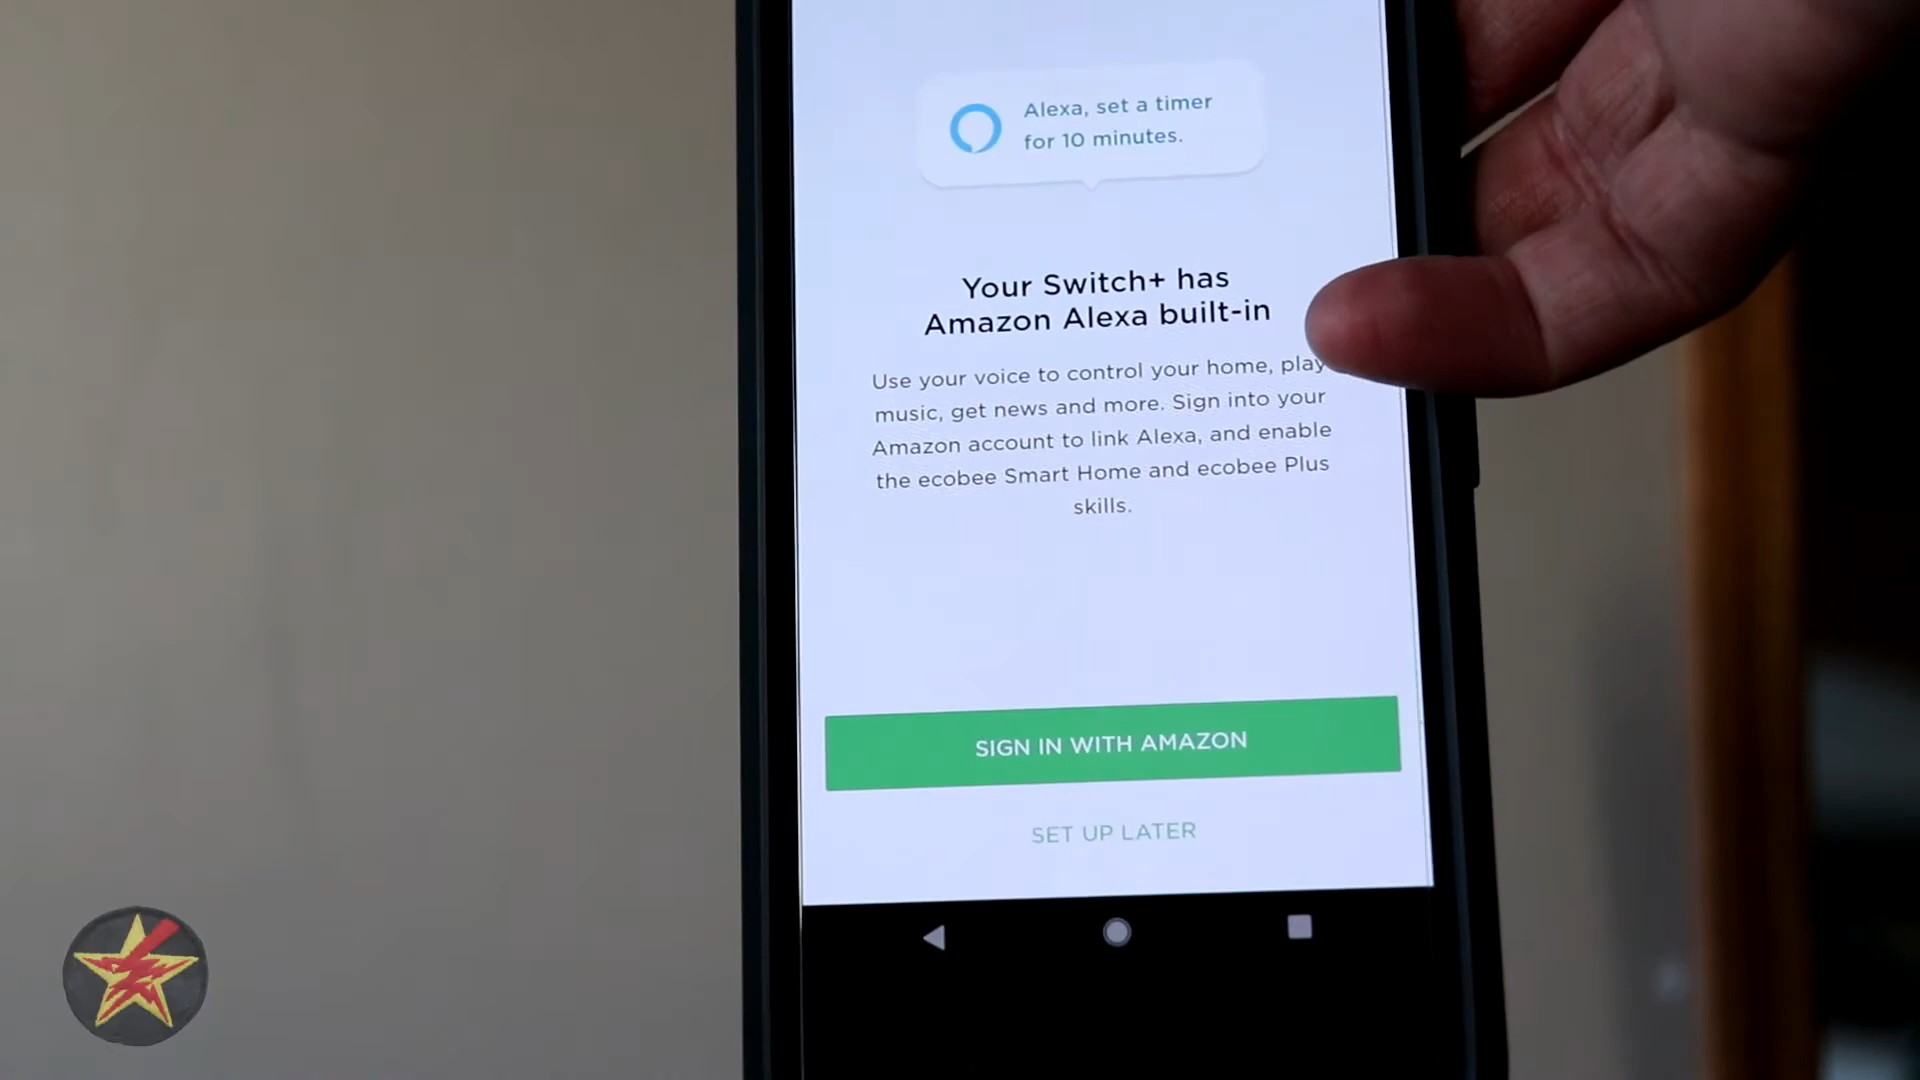 Alexa, set a timer
for 10 minutes.
Your Switch+ has
Amazon Alexa built-in
Use your voice to control your home, play
music, get news and more. Sign into your
Amazon account to link Alexa, and enable
the ecobee Smart Home and ecobee Plus
skills.
SIGN IN WITH AMAZON
SET UP LATER